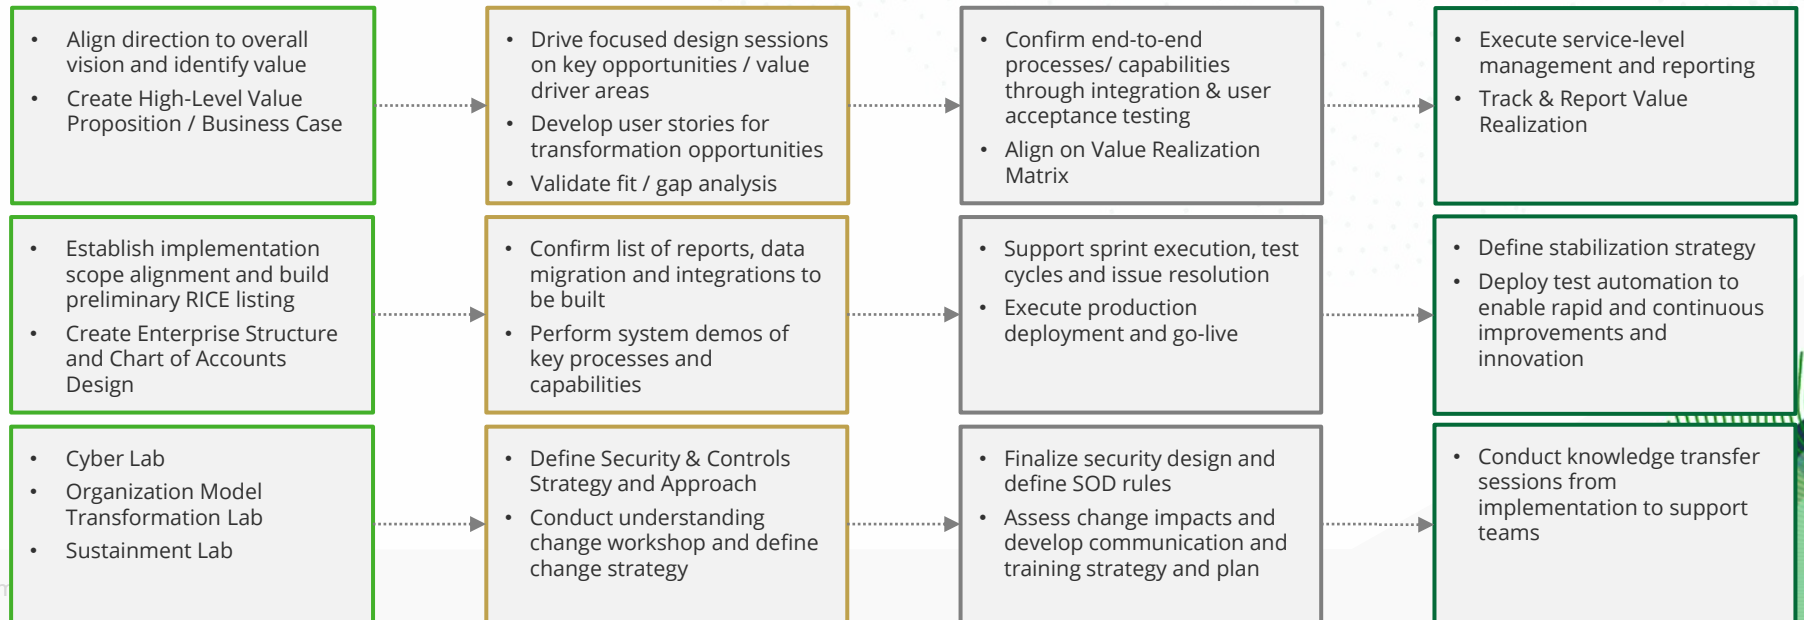 • Align direction to overall
vision and identify value
• Create High-Level Value
Proposition / Business Case
• Drive focused design sessions
on key opportunities / value
driver areas
• Develop user stories for
transformation opportunities
• Validate fit / gap analysis
• Confirm end-to-end
processes/ capabilities
through integration & user
acceptance testing
• Align on Value Realization
Matrix
• Execute service-level
management and reporting
• Track & Report Value
Realization
• Establish implementation
scope alignment and build
preliminary RICE listing
• Create Enterprise Structure
and Chart of Accounts
Design
• Confirm list of reports, data
migration and integrations to
be built
• Perform system demos of
key processes and
capabilities
• Support sprint execution, test
cycles and issue resolution
• Execute production
deployment and go-live
• Define stabilization strategy
• Deploy test automation to
enable rapid and continuous
improvements and
innovation
• Cyber Lab
• Organization Model
Transformation Lab
• Sustainment Lab
• Define Security & Controls
Strategy and Approach
• Conduct understanding
change workshop and define
change strategy
• Finalize security design and
define SOD rules
• Assess change impacts and
develop communication and
training strategy and plan
• Conduct knowledge transfer
sessions from
implementation to support
teams